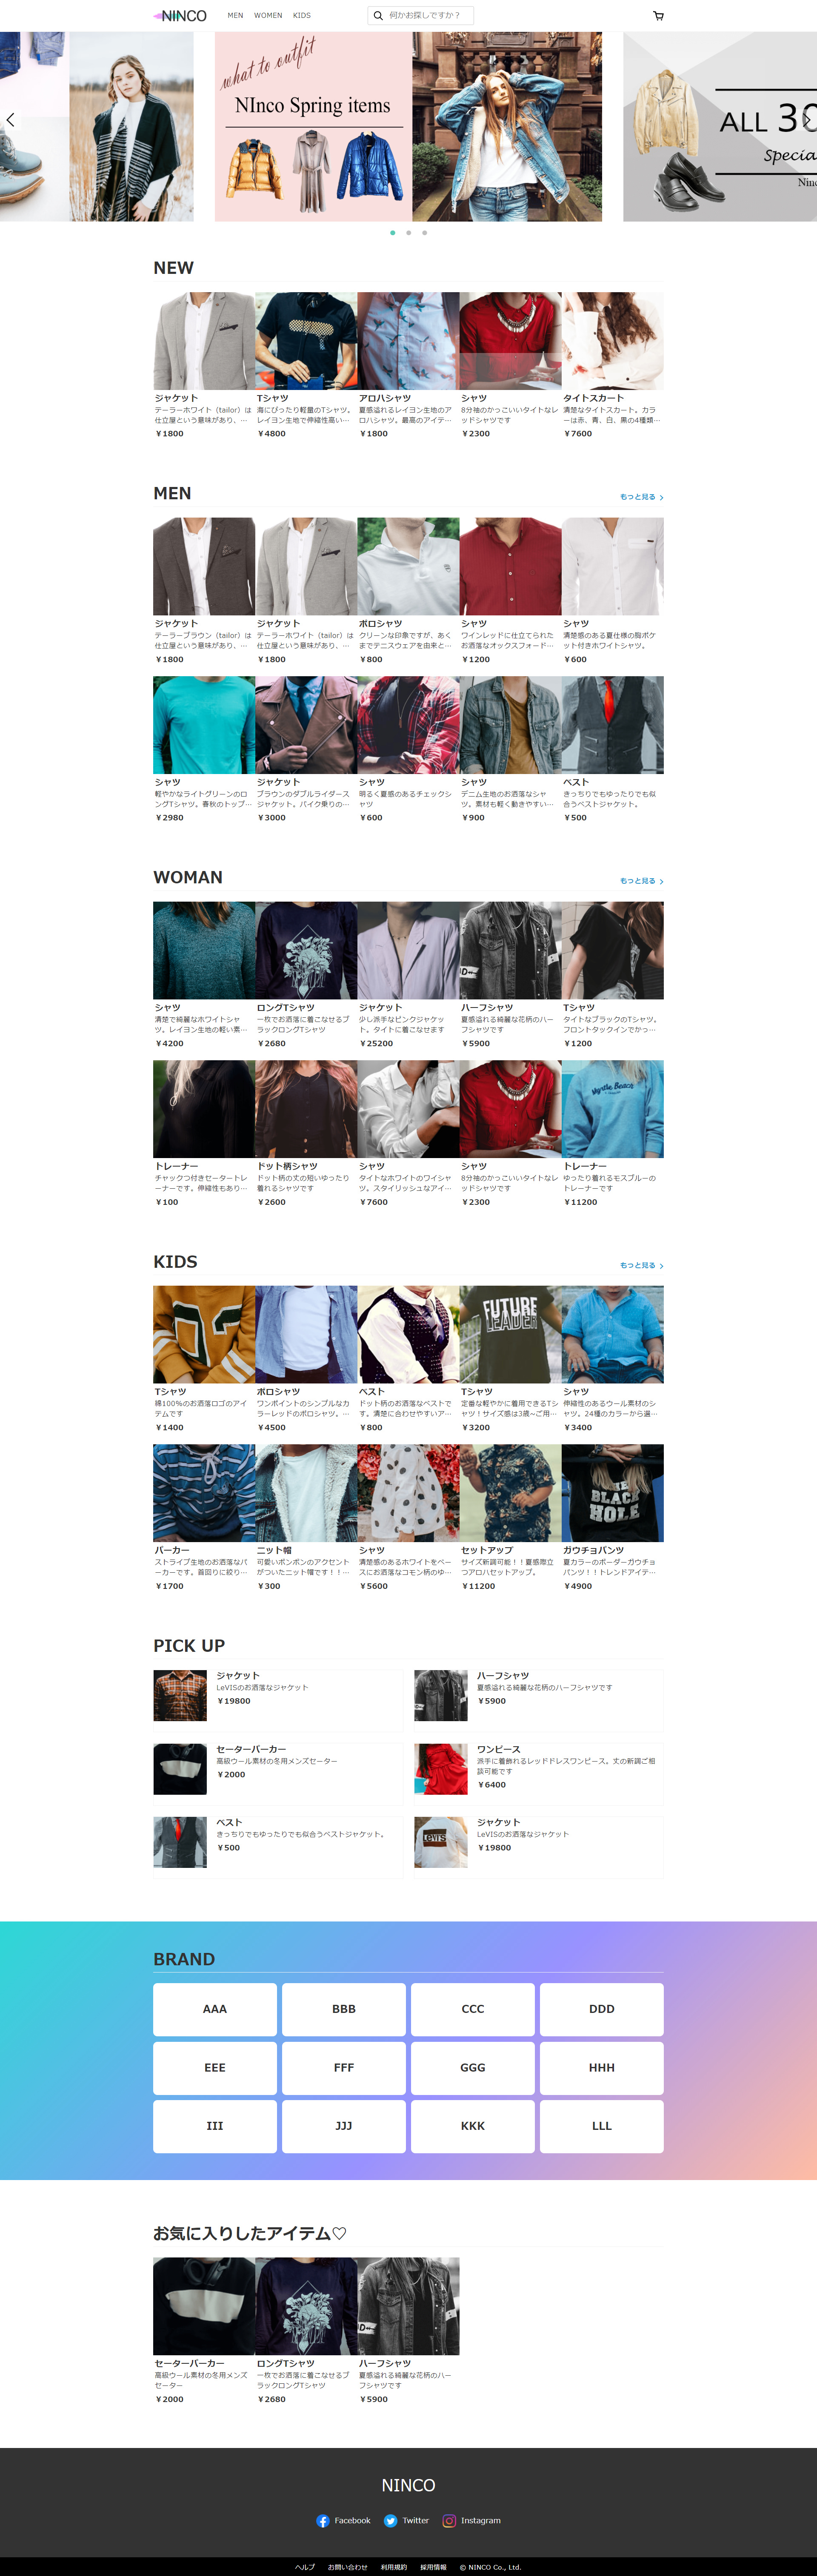 NINCO MEN WOMEN KIDS 何かお探しですか？
what to outfit
NInco Spring items
ALL 30
Specia
Ninc
NEW
ジャケット
テーラーホワイト（tailor）は
仕立屋という意味があり、…
￥1800
Tシャツ
海にぴったり軽量のTシャツ。
レイヨン生地で伸縮性高い…
￥4800
アロハシャツ
夏感溢れるレイヨン生地のア
ロハシャツ。最高のアイテ…
￥1800
シャツ
8分袖のかっこいいタイトなレ
ッドシャツです
￥2300
タイトスカート
清楚なタイトスカート。カラ
ーは赤、青、白、黒の4種類…
￥7600
MEN
もっと見る
ジャケット
テーラーブラウン（tailor）は
仕立屋という意味があり、…
￥1800
ジャケット
テーラーホワイト（tailor）は
仕立屋という意味があり、…
￥1800
ポロシャツ
クリーンな印象ですが、あく
までテニスウェアを由来と…
￥800
シャツ
ワインレッドに仕立てられた
お洒落なオックスフォード…
￥1200
シャツ
清楚感のある夏仕様の胸ポケ
ット付きホワイトシャツ。
￥600
シャツ
軽やかなライトグリーンのロ
ングTシャツ。春秋のトップ…
￥2980
ジャケット
ブラウンのダブルライダース
ジャケット。バイク乗りの…
￥3000
シャツ
明るく夏感のあるチェックシ
ャツ
￥600
シャツ
デニム生地のお洒落なシャ
ツ。素材も軽く動きやすい…
￥900
ベスト
きっちりでもゆったりでも似
合うベストジャケット。
￥500
WOMAN
もっと見る
シャツ
清楚で綺麗なホワイトシャ
ツ。レイヨン生地の軽い素…
￥4200
ロングTシャツ
一枚でお洒落に着こなせるブ
ラックロングTシャツ
￥2680
ジャケット
少し派手なピンクジャケッ
ト。タイトに着こなせます
￥25200
ハーフシャツ
夏感溢れる綺麗な花柄のハー
フシャツです
￥5900
Tシャツ
タイトなブラックのTシャツ。
フロントタックインでかっ…
￥1200
トレーナー
チャックつ付きセータートレ
ーナーです。伸縮性もあり…
￥100
ドット柄シャツ
ドット柄の丈の短いゆったり
着れるシャツです
￥2600
シャツ
タイトなホワイトのワイシャ
ツ。スタイリッシュなアイ…
￥7600
シャツ
8分袖のかっこいいタイトなレ
ッドシャツです
￥2300
Myrtle Beach
トレーナー
ゆったり着れるモスブルーの
トレーナーです
￥11200
KIDS
もっと見る
Tシャツ
綿100%のお洒落ロゴのアイ
テムです
￥1400
ポロシャツ
ワンポイントのシンプルなカ
ラーレッドのポロシャツ。…
￥4500
ベスト
ドット柄のお洒落なベストで
す。清楚に合わせやすいア…
￥800
FUTURE
LEADER
Tシャツ
定番な軽やかに着用できるTシ
ャツ！サイズ感は3歳~ご用…
￥3200
シャツ
伸縮性のあるウール素材のシ
ャツ。24種のカラーから選…
￥3400
パーカー
ストライプ生地のお洒落なパ
ーカーです。首回りに絞り…
￥1700
ニット帽
可愛いポンポンのアクセント
がついたニット帽です！！…
￥300
シャツ
清楚感のあるホワイトをベー
スにお洒落なコモン柄のゆ…
￥5600
セットアップ
サイズ新調可能！！夏感際立
つアロハセットアップ。
￥11200
THE
BLACK
HOLE
ガウチョパンツ
夏カラーのボーダーガウチョ
パンツ！！トレンドアイテ…
￥4900
PICK UP
ジャケット
LeVISのお洒落なジャケット
￥19800
ハーフシャツ
夏感溢れる綺麗な花柄のハーフシャツです
￥5900
セーターパーカー
高級ウール素材の冬用メンズセーター
￥2000
ワンピース
派手に着飾れるレッドドレスワンピース。丈の新調ご相
談可能です
￥6400
ベスト
きっちりでもゆったりでも似合うベストジャケット。
￥500
LEVI'S
ジャケット
LeVISのお洒落なジャケット
￥19800
BRAND
AAA BBB CCC DDD
EEE FFF GGG HHH
III JJJ KKK LLL
お気に入りしたアイテム♡
セーターパーカー
高級ウール素材の冬用メンズ
セーター
￥2000
ロングTシャツ
一枚でお洒落に着こなせるブ
ラックロングTシャツ
￥2680
ハーフシャツ
夏感溢れる綺麗な花柄のハー
フシャツです
￥5900
NINCO
Facebook Twitter Instagram
ヘルプ お問い合わせ 利用規約 採用情報 © NINCO Co., Ltd.